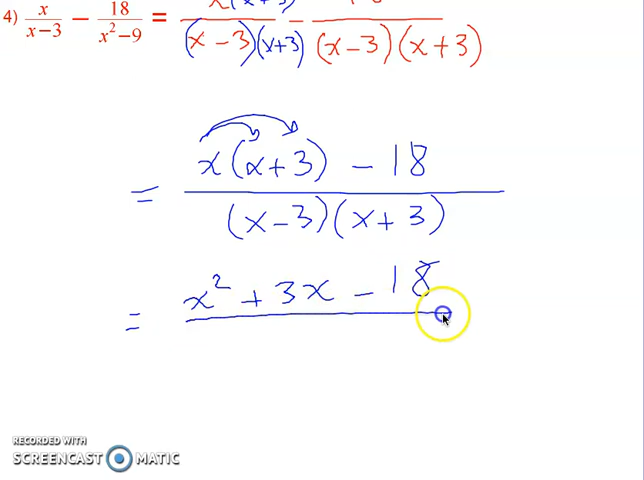 4) x/(x−3) − 18/(x²−9) = x(x+3)/((x−3)(x+3)) − 18/((x−3)(x+3))
= (x(x+3) − 18)/((x−3)(x+3))
= x² + 3x − 18
RECORDED WITH
SCREENCAST MATIC